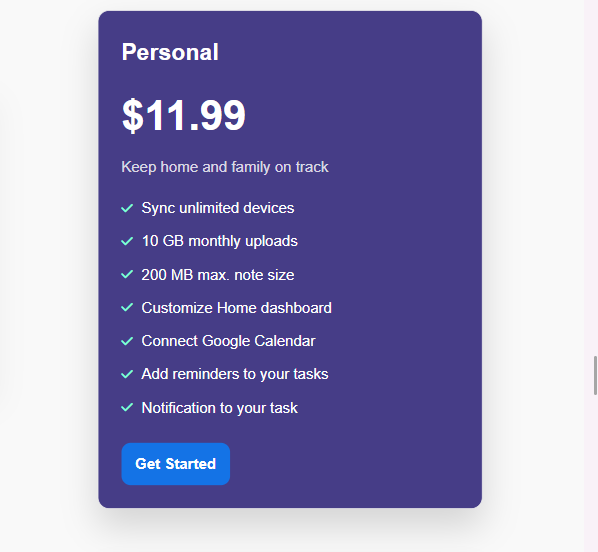 Personal
$11.99
Keep home and family on track
Sync unlimited devices
10 GB monthly uploads
200 MB max. note size
Customize Home dashboard
Connect Google Calendar
Add reminders to your tasks
Notification to your task
Get Started